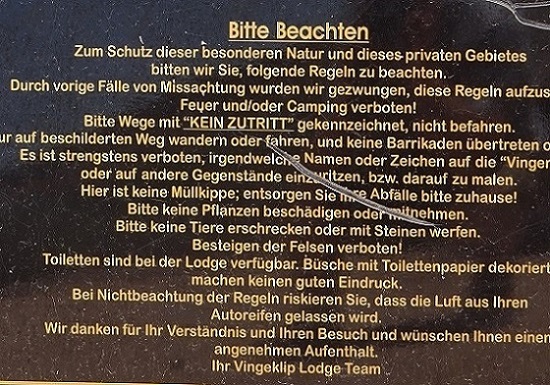 Bitte Beachten
Zum Schutz dieser besonderen Natur und dieses privaten Gebietes
bitten wir Sie, folgende Regeln zu beachten.
Durch vorige Fälle von Missachtung wurden wir gezwungen, diese Regeln aufzus
Feuer und/oder Camping verboten!
Bitte Wege mit “KEIN ZUTRITT” gekennzeichnet, nicht befahren.
ur auf beschilderten Weg wandern oder fahren, und keine Barrikaden übertreten o
Es ist strengstens verboten, irgendwelche Namen oder Zeichen auf die “Vinger
oder auf andere Gegenstände einzuritzen, bzw. darauf zu malen.
Hier ist keine Müllkippe; entsorgen Sie Ihre Abfälle bitte zuhause!
Bitte keine Pflanzen beschädigen oder mitnehmen.
Bitte keine Tiere erschrecken oder mit Steinen werfen.
Besteigen der Felsen verboten!
Toiletten sind bei der Lodge verfügbar. Büsche mit Toilettenpapier dekoriert
machen keinen guten Eindruck.
Bei Nichtbeachtung der Regeln riskieren Sie, dass die Luft aus Ihren
Autoreifen gelassen wird.
Wir danken für Ihr Verständnis und Ihren Besuch und wünschen Ihnen einen
angenehmen Aufenthalt.
Ihr Vingeklip Lodge Team